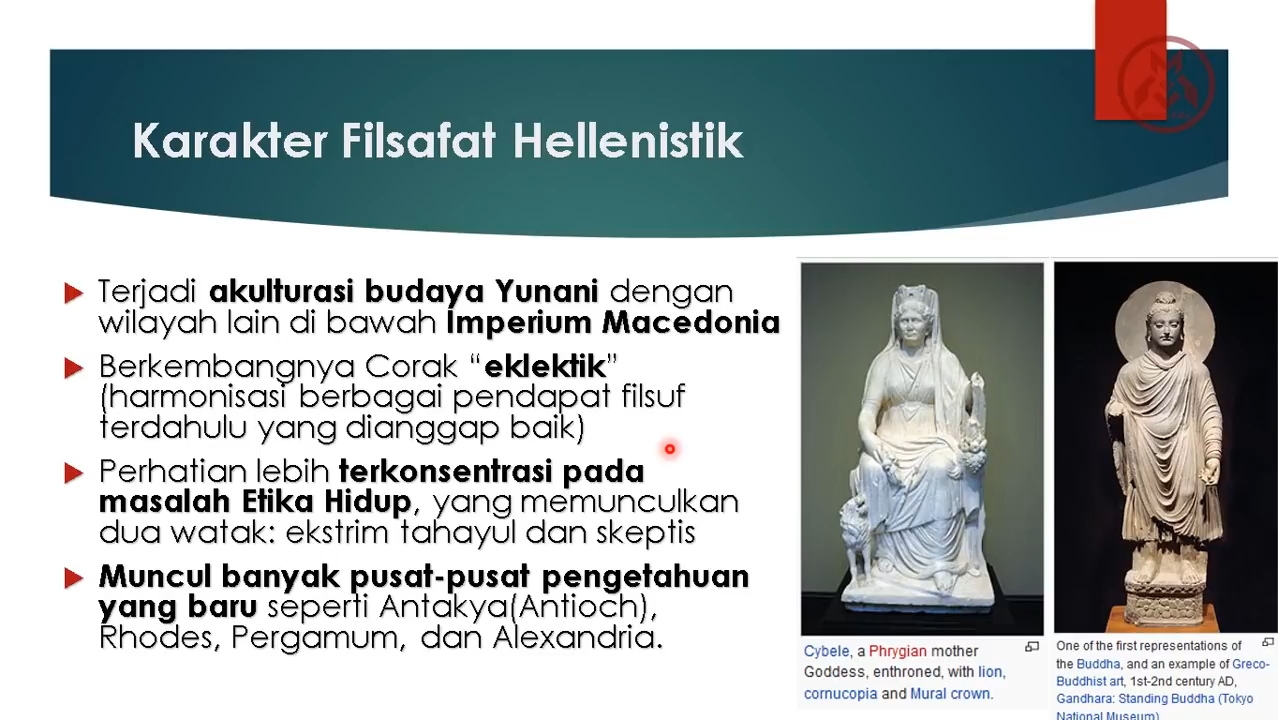 Karakter Filsafat Hellenistik
Terjadi akulturasi budaya Yunani dengan
wilayah lain di bawah Imperium Macedonia
Berkembangnya Corak “eklektik”
(harmonisasi berbagai pendapat filsuf
terdahulu yang dianggap baik)
Perhatian lebih terkonsentrasi pada
masalah Etika Hidup, yang memunculkan
dua watak: ekstrim tahayul dan skeptis
Muncul banyak pusat-pusat pengetahuan
yang baru seperti Antakya(Antioch),
Rhodes, Pergamum, dan Alexandria.
Cybele, a Phrygian mother
Goddess, enthroned, with lion,
cornucopia and Mural crown.
One of the first representations of
the Buddha, and an example of Greco-
Buddhist art, 1st-2nd century AD,
Gandhara: Standing Buddha (Tokyo
National Museum)